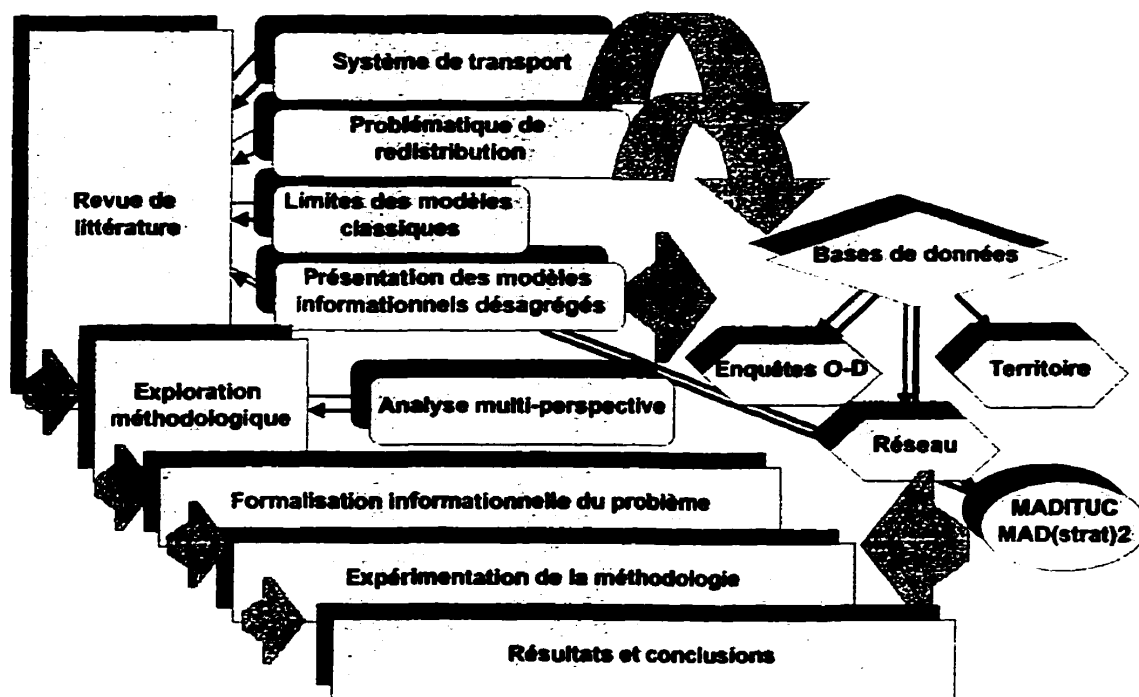 Système de transport
Problématique de
redistribution
Revue de
littérature
Limites des modèles
classiques
Bases de données
Présentation des modèles
informationnels désagrégés
Enquêtes O-D
Territoire
Exploration
méthodologique
Analyse multi-perspective
Réseau
Formalisation informationnelle du problème
MADITUC
MAD(strat)2
Expérimentation de la méthodologie
Résultats et conclusions